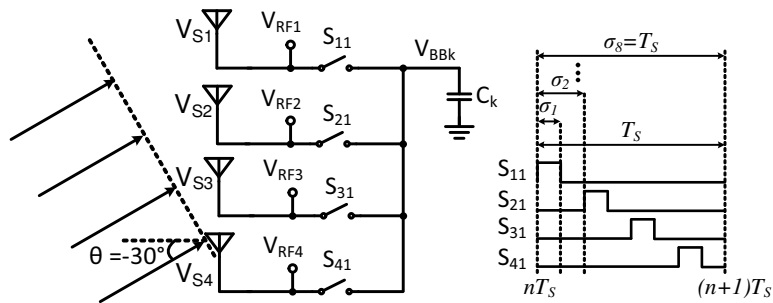 V_S1
V_RF1
S_11
V_BBk
C_k
V_S2
V_RF2
S_21
V_S3
V_RF3
S_31
θ =-30°
V_S4
V_RF4
S_41
σ_8=T_S
σ_2
σ_1
T_S
S_11
S_21
S_31
S_41
nT_S
(n+1)T_S